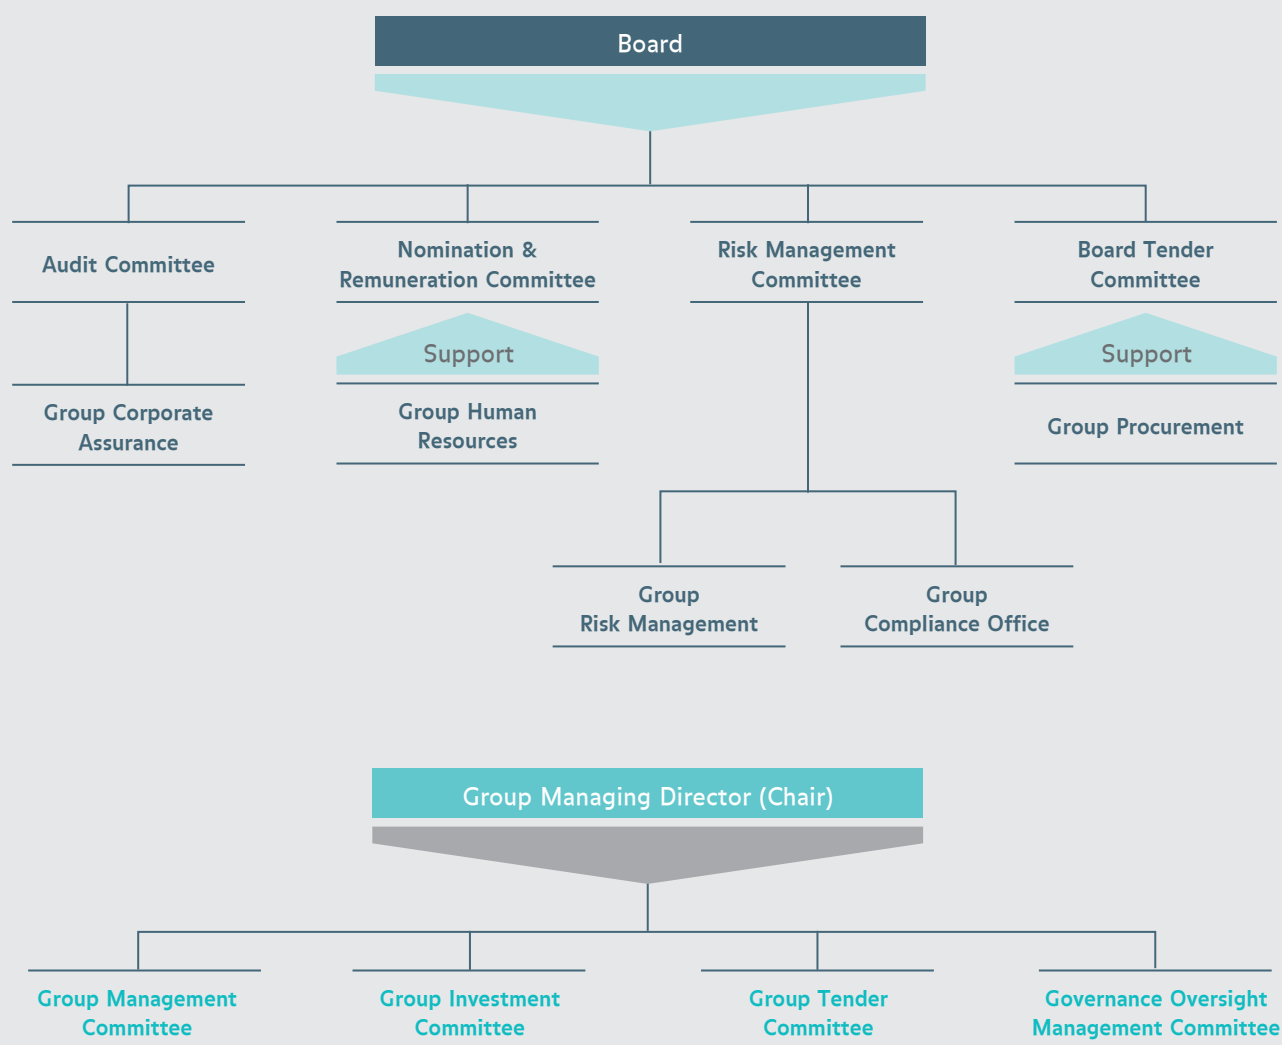 Board
Audit Committee
Nomination &
Remuneration Committee
Risk Management
Committee
Board Tender
Committee
Support
Support
Group Corporate
Assurance
Group Human
Resources
Group Procurement
Group
Risk Management
Group
Compliance Office
Group Managing Director (Chair)
Group Management
Committee
Group Investment
Committee
Group Tender
Committee
Governance Oversight
Management Committee